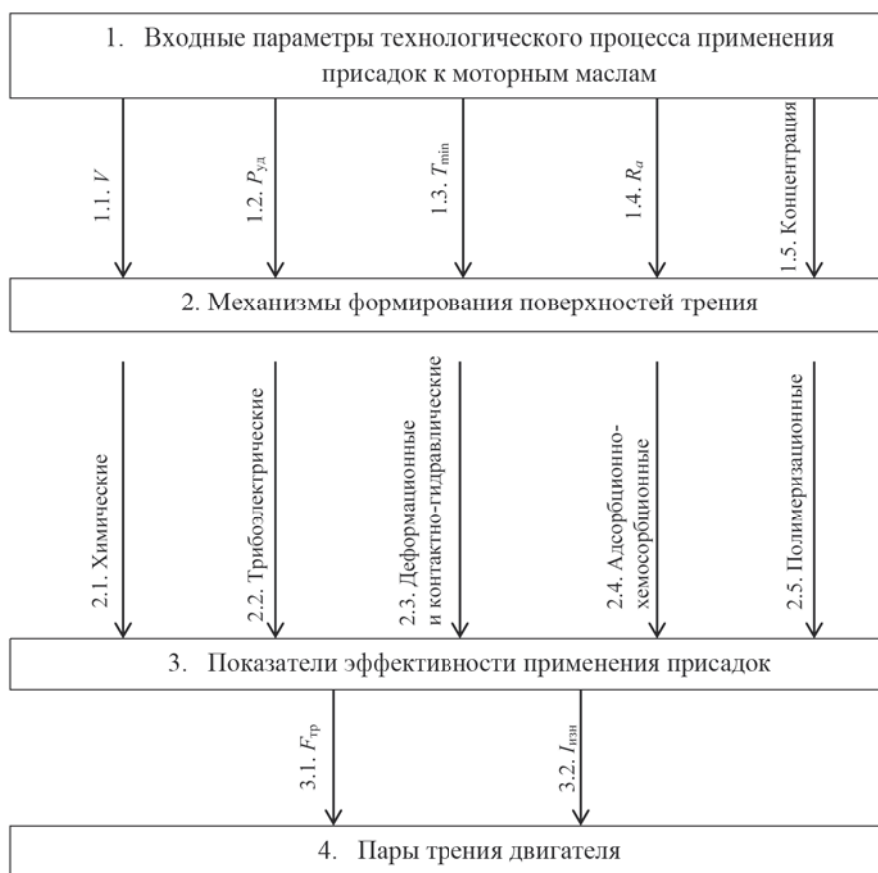 1. Входные параметры технологического процесса применения
присадок к моторным маслам
1.1. V
1.2. Pуд
1.3. Tmin
1.4. Ra
1.5. Концентрация
2. Механизмы формирования поверхностей трения
2.1. Химические
2.2. Трибоэлектрические
2.3. Деформационные
и контактно-гидравлические
2.4. Адсорбционно-
хемосорбционные
2.5. Полимеризационные
3. Показатели эффективности применения присадок
3.1. Fтр
3.2. Iизн
4. Пары трения двигателя